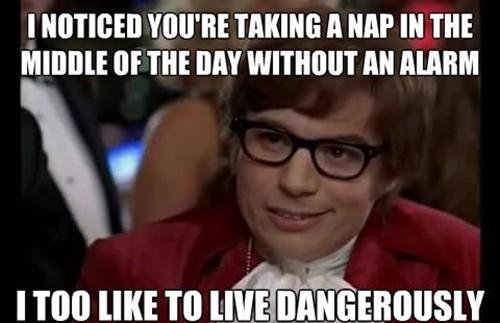 I NOTICED YOU'RE TAKING A NAP IN THE
MIDDLE OF THE DAY WITHOUT AN ALARM
I TOO LIKE TO LIVE DANGEROUSLY